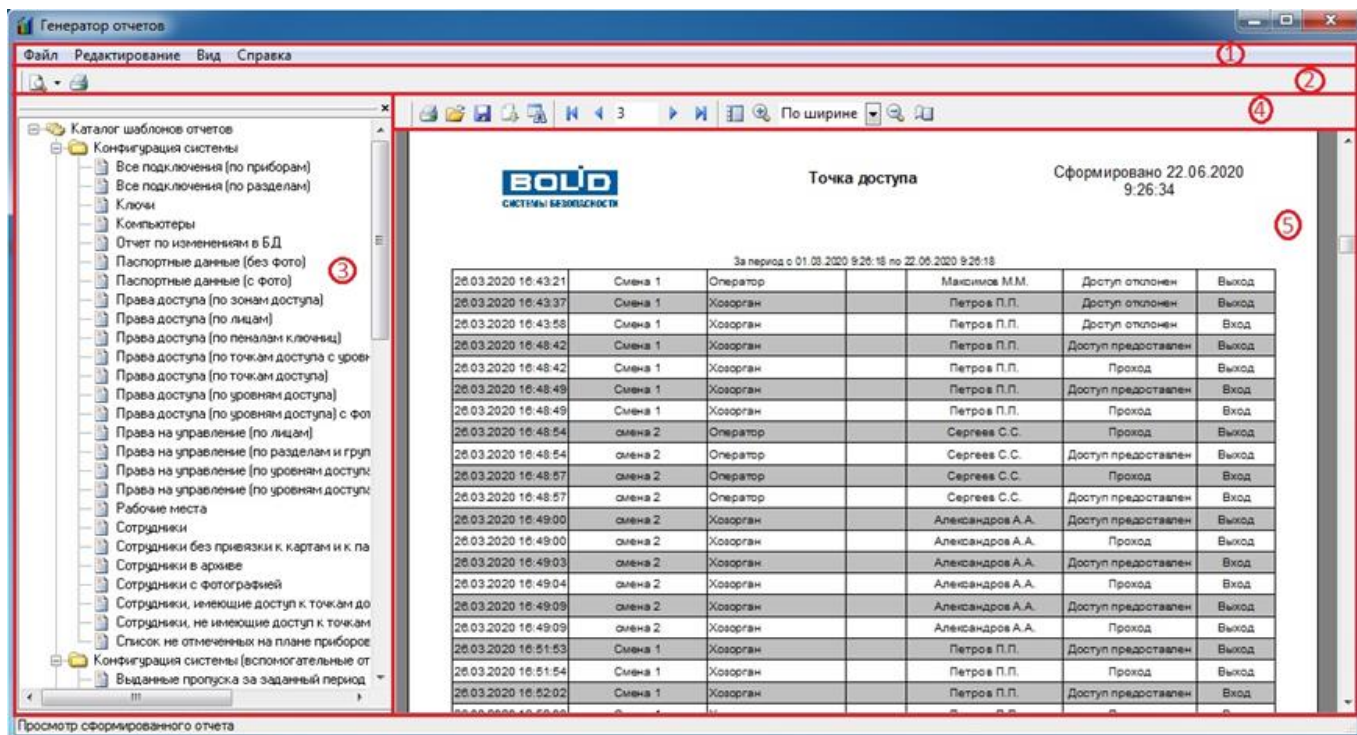 Генератор отчетов
Файл Редактирование Вид Справка
1
2
3
4
5
3 По ширине
Каталог шаблонов отчетов
Конфигурация системы
Все подключения (по приборам)
Все подключения (по разделам)
Ключи
Компьютеры
Отчет по изменениям в БД
Паспортные данные (без фото)
Паспортные данные (с фото)
Права доступа (по зонам доступа)
Права доступа (по лицам)
Права доступа (по пеналам ключниц)
Права доступа (по точкам доступа с уровн
Права доступа (по точкам доступа)
Права доступа (по уровням доступа)
Права доступа (по уровням доступа) с фот
Права на управление (по лицам)
Права на управление (по разделам и груп
Права на управление (по уровням доступа
Права на управление (по уровням доступа
Рабочие места
Сотрудники
Сотрудники без привязки к картам и к па
Сотрудники в архиве
Сотрудники с фотографией
Сотрудники, имеющие доступ к точкам до
Сотрудники, не имеющие доступ к точкам
Список не отмеченных на плане приборов
Конфигурация системы (вспомогательные от
Выданные пропуска за заданный период
BOLID
СИСТЕМЫ БЕЗОПАСНОСТИ
Точка доступа
Сформировано 22.06.2020
9:26:34
За период с 01.03.2020 9:26:18 по 22.06.2020 9:26:18
26.03.2020 16:43:21 Смена 1 Оператор Максимов М.М. Доступ отклонен Выход
26.03.2020 16:43:37 Смена 1 Хозорган Петров П.П. Доступ отклонен Выход
26.03.2020 16:43:58 Смена 1 Хозорган Петров П.П. Доступ отклонен Вход
26.03.2020 16:48:42 Смена 1 Хозорган Петров П.П. Доступ предоставлен Выход
26.03.2020 16:48:42 Смена 1 Хозорган Петров П.П. Проход Выход
26.03.2020 16:48:49 Смена 1 Хозорган Петров П.П. Доступ предоставлен Вход
26.03.2020 16:48:49 Смена 1 Хозорган Петров П.П. Проход Вход
26.03.2020 16:48:54 смена 2 Оператор Сергеев С.С. Проход Выход
26.03.2020 16:48:54 смена 2 Оператор Сергеев С.С. Доступ предоставлен Выход
26.03.2020 16:48:57 смена 2 Оператор Сергеев С.С. Проход Вход
26.03.2020 16:48:57 смена 2 Оператор Сергеев С.С. Доступ предоставлен Вход
26.03.2020 16:49:00 смена 2 Хозорган Александров А.А. Доступ предоставлен Выход
26.03.2020 16:49:00 смена 2 Хозорган Александров А.А. Проход Выход
26.03.2020 16:49:03 смена 2 Хозорган Александров А.А. Доступ предоставлен Вход
26.03.2020 16:49:04 смена 2 Хозорган Александров А.А. Проход Вход
26.03.2020 16:49:09 смена 2 Хозорган Александров А.А. Доступ предоставлен Выход
26.03.2020 16:49:09 смена 2 Хозорган Александров А.А. Проход Выход
26.03.2020 16:51:53 Смена 1 Хозорган Петров П.П. Доступ предоставлен Выход
26.03.2020 16:51:54 Смена 1 Хозорган Петров П.П. Проход Выход
26.03.2020 16:52:02 Смена 1 Хозорган Петров П.П. Доступ предоставлен Вход
Просмотр сформированного отчета